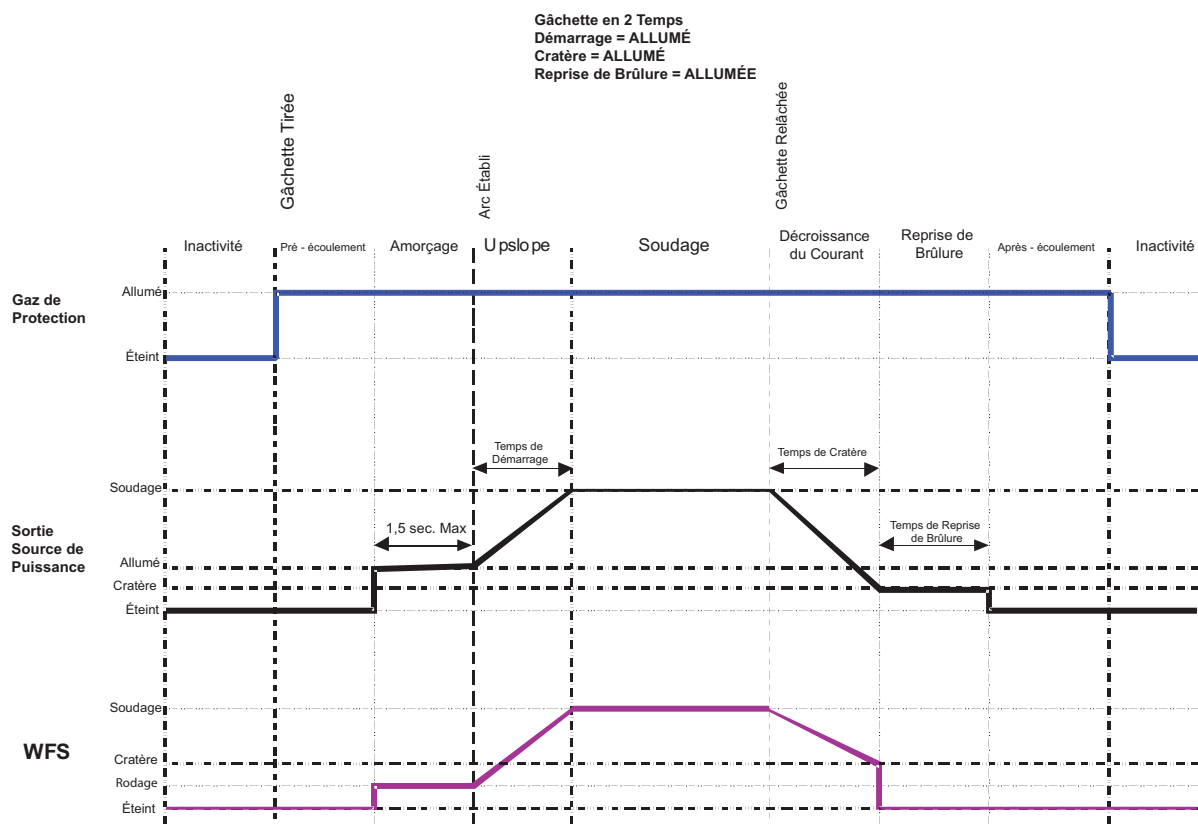 Gâchette en 2 Temps
Démarrage = ALLUMÉ
Cratère = ALLUMÉ
Reprise de Brûlure = ALLUMÉE
Gâchette Tirée
Arc Établi
Gâchette Relâchée
Inactivité
Pré - écoulement
Amorçage
Upslope
Soudage
Décroissance
du Courant
Reprise de
Brûlure
Après - écoulement
Inactivité
Gaz de
Protection
Allumé
Éteint
Temps de
Démarrage
Temps de Cratère
Soudage
Sortie
Source de
Puissance
1,5 sec. Max
Temps de Reprise
de Brûlure
Allumé
Cratère
Éteint
WFS
Soudage
Cratère
Rodage
Éteint